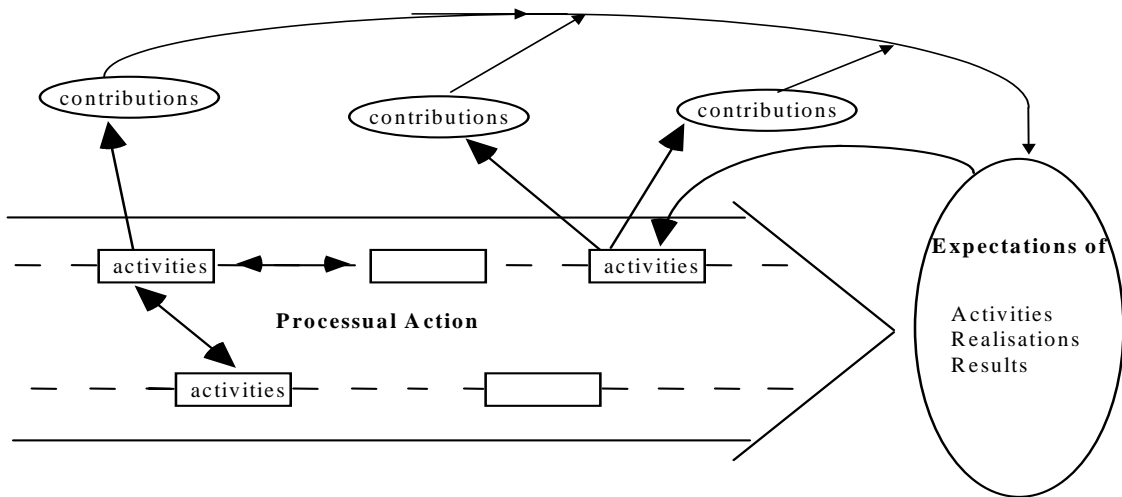 contributions
contributions
contributions
Expectations of
activities
activities
Activities
Processual Action
Realisations
Results
activities